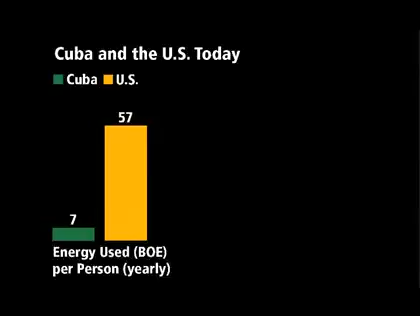 Cuba and the U.S. Today
Cuba U.S.
57
7
Energy Used (BOE)
per Person (yearly)